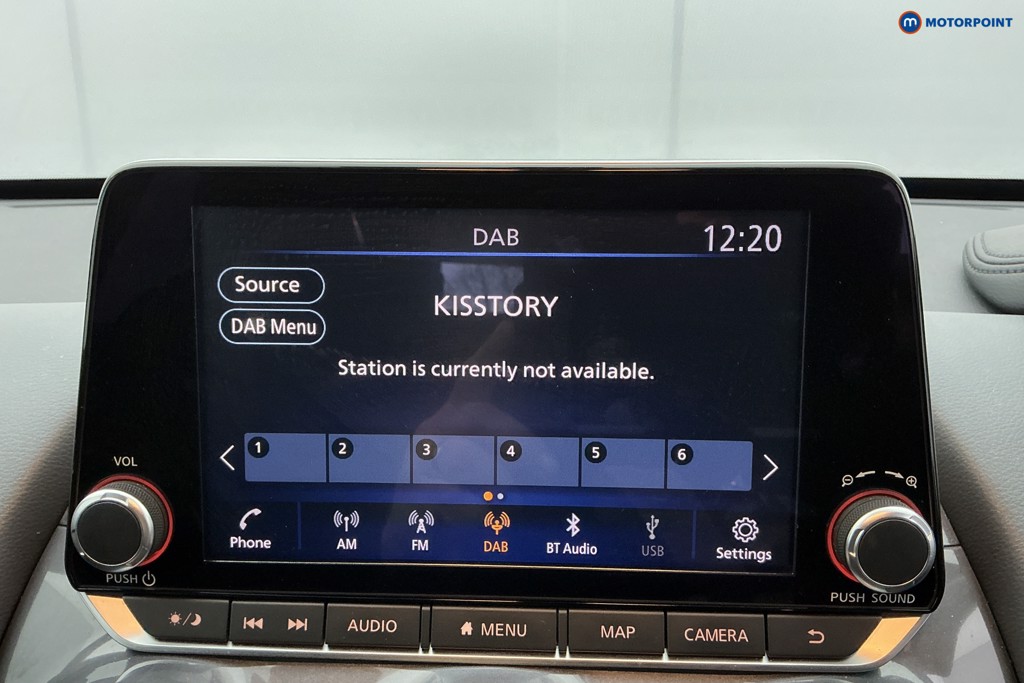 m MOTORPOINT
DAB
12:20
Source
KISSTORY
DAB Menu
Station is currently not available.
1 2 3 4 5 6
VOL
Phone AM FM DAB BT Audio USB Settings
PUSH
PUSH SOUND
AUDIO MENU MAP CAMERA